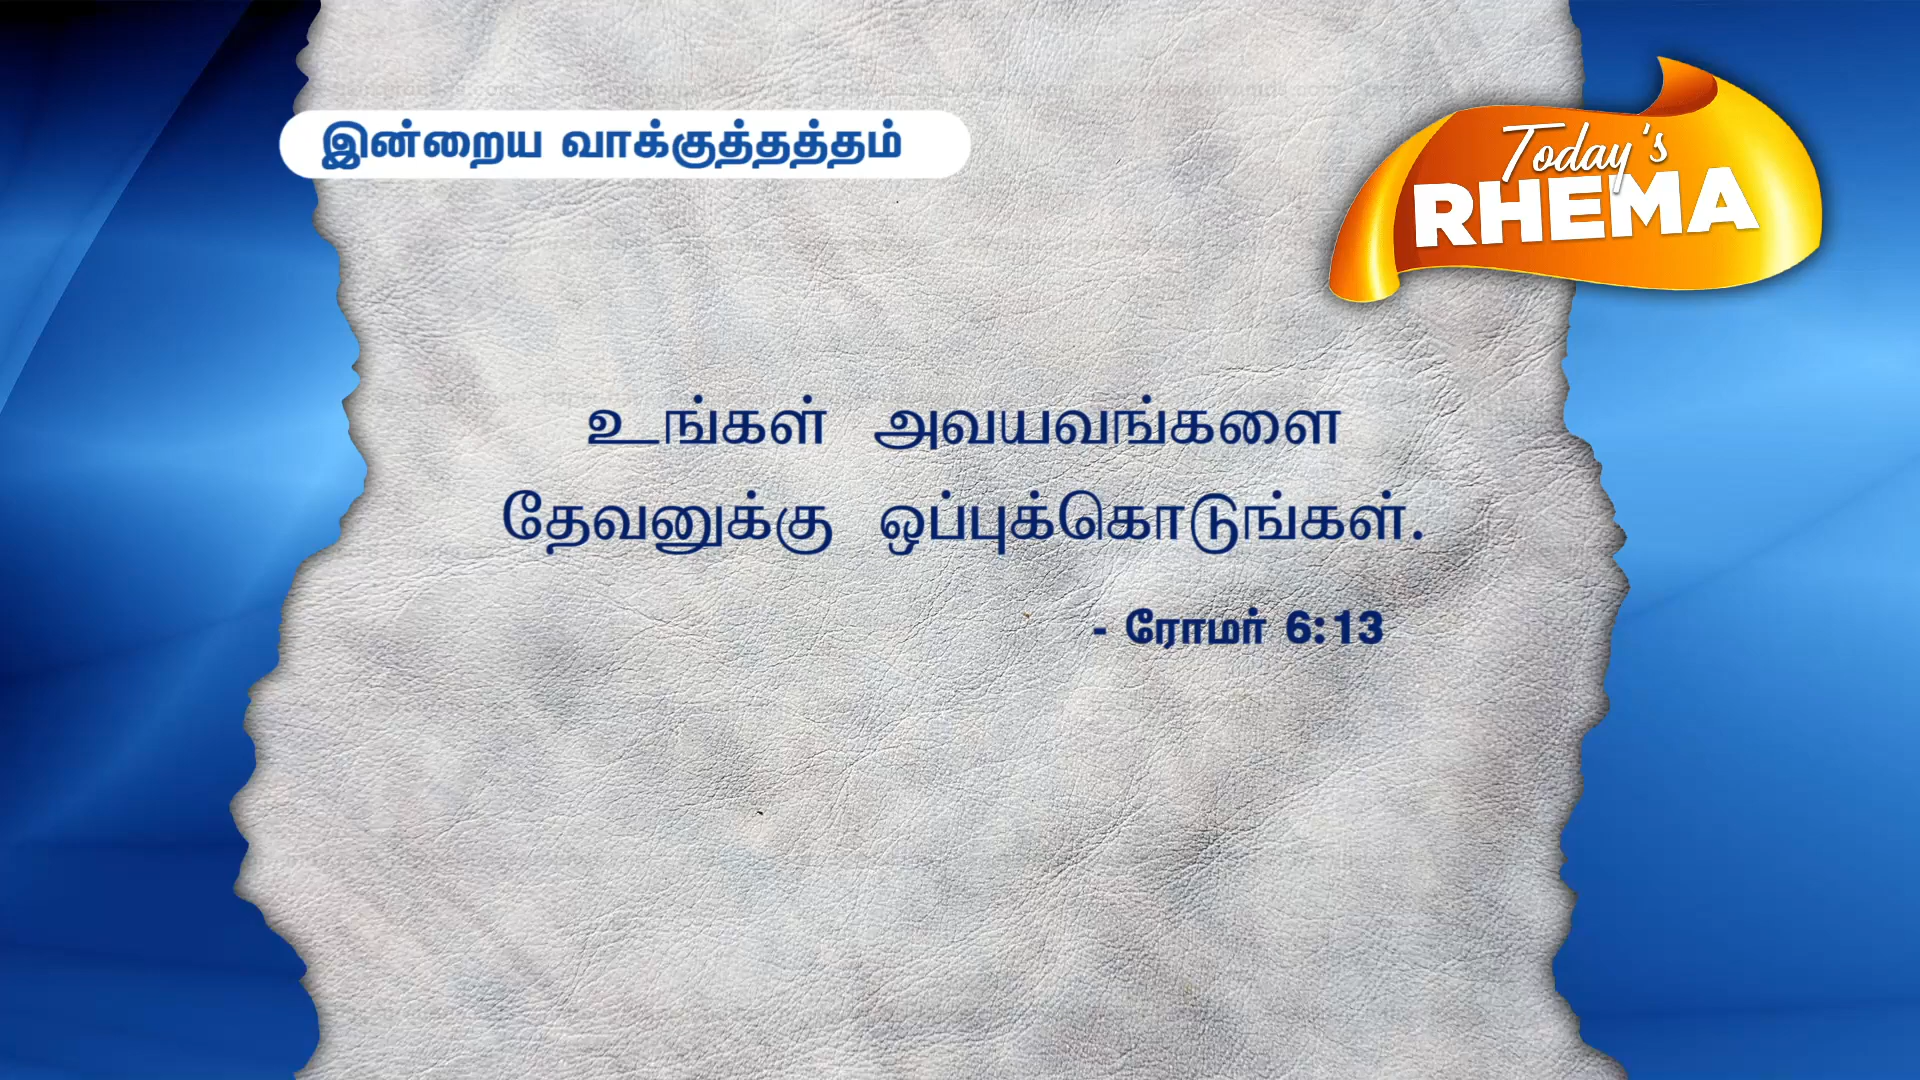 இன்றைய வாக்குத்தத்தம்
Today's
RHEMA
உங்கள் அவயவங்களை
தேவனுக்கு ஒப்புக்கொடுங்கள்.
- ரோமர் 6:13